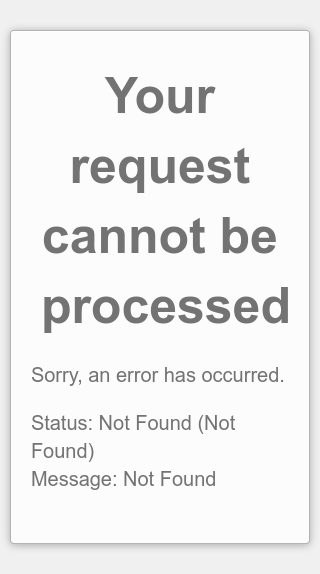 Your
request
cannot be
processed
Sorry, an error has occurred.
Status: Not Found (Not
Found)
Message: Not Found